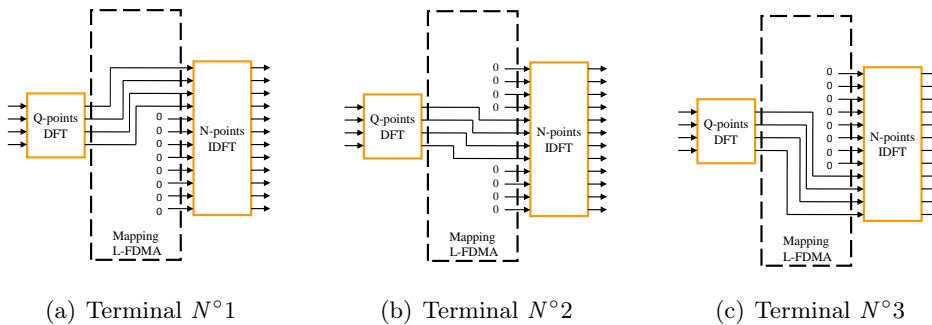 Q-points
DFT
0
0
0
0
0
0
0
0
N-points
IDFT
Mapping
L-FDMA
(a) Terminal N°1
0
0
0
0
Q-points
DFT
N-points
IDFT
0
0
0
0
Mapping
L-FDMA
(b) Terminal N°2
0
0
0
0
0
0
0
0
Q-points
DFT
N-points
IDFT
Mapping
L-FDMA
(c) Terminal N°3